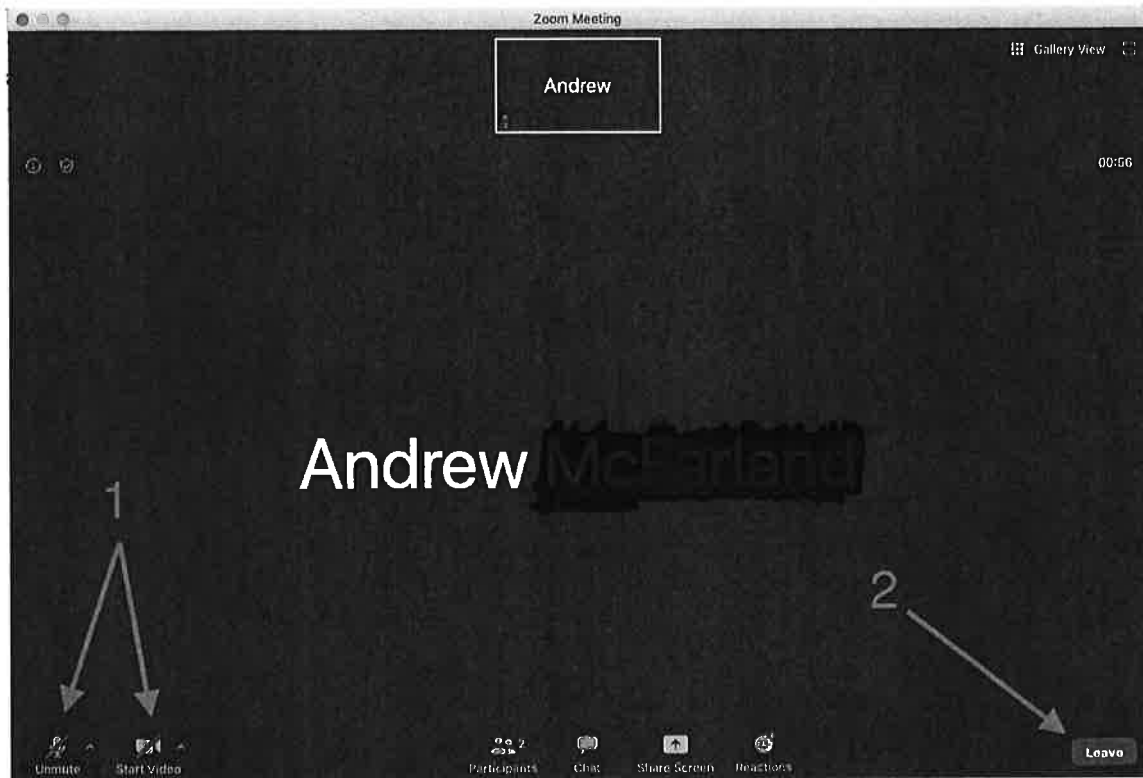 Zoom Meeting
Gallery View
Andrew
00:56
Andrew
1
2
Unmute
Start Video
2
Participants
Chat
Share Screen
Reactions
Leave